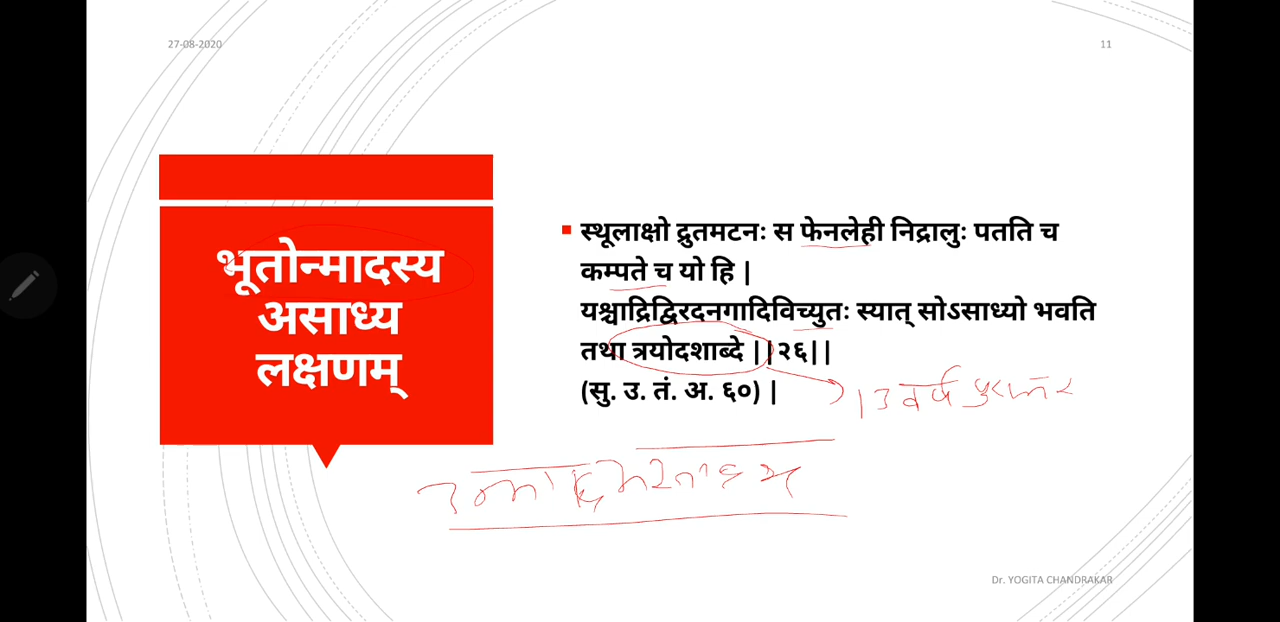 27-08-2020
11
भूतोन्मादस्य
असाध्य
लक्षणम्
▪ स्थूलाक्षो द्रुतमटनः स फेनलेही निद्रालुः पतति च
कम्पते च यो हि |
यश्चाद्रिद्विरदनगादिविच्युतः स्यात् सोऽसाध्यो भवति
तथा त्रयोदशाब्दे ||२६||
(सु. उ. तं. अ. ६०) |
13 वर्ष
Dr. YOGITA CHANDRAKAR